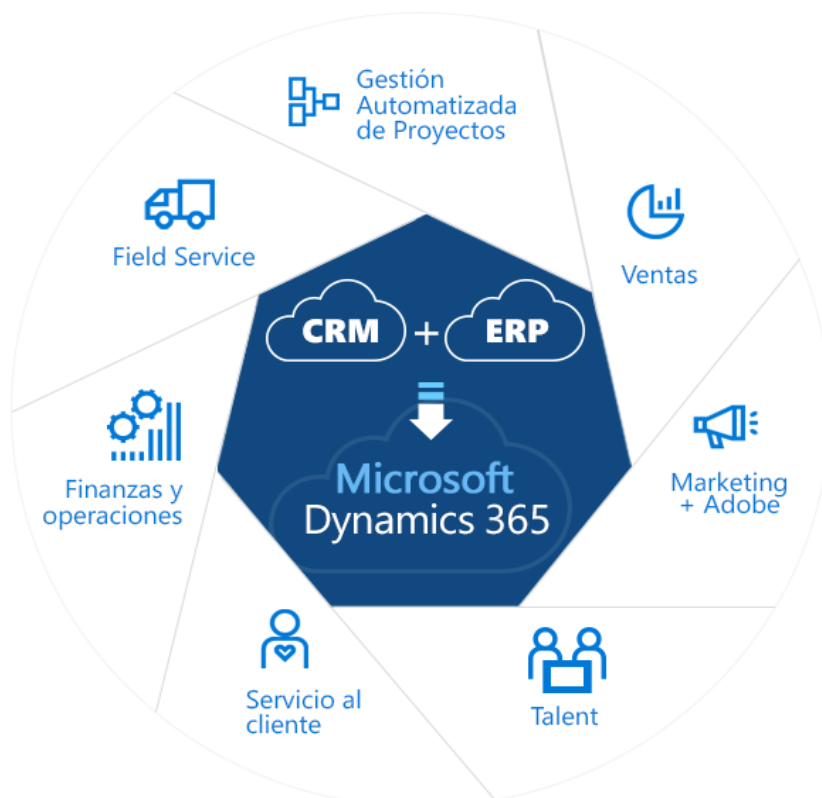 Gestión
Automatizada
de Proyectos
Field Service
Ventas
CRM + ERP
Finanzas y
operaciones
Microsoft
Dynamics 365
Marketing
+ Adobe
Servicio al
cliente
Talent